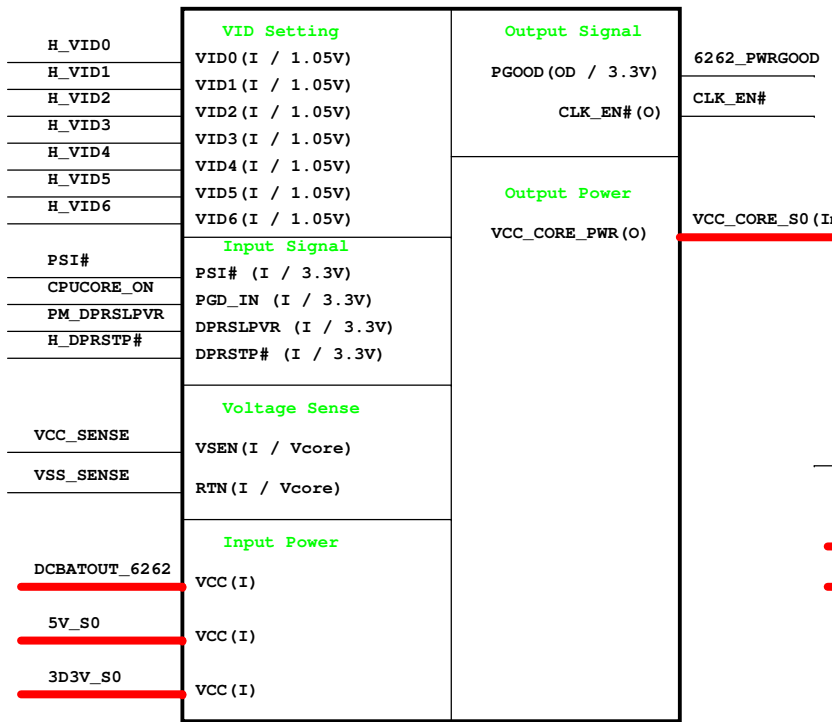 VID Setting
H_VID0
VID0(I / 1.05V)
H_VID1
VID1(I / 1.05V)
H_VID2
VID2(I / 1.05V)
H_VID3
VID3(I / 1.05V)
H_VID4
VID4(I / 1.05V)
H_VID5
VID5(I / 1.05V)
H_VID6
VID6(I / 1.05V)
Input Signal
PSI#
PSI# (I / 3.3V)
CPUCORE_ON
PGD_IN (I / 3.3V)
PM_DPRSLPVR
DPRSLPVR (I / 3.3V)
H_DPRSTP#
DPRSTP# (I / 3.3V)
Voltage Sense
VCC_SENSE
VSEN(I / Vcore)
VSS_SENSE
RTN(I / Vcore)
Input Power
DCBATOUT_6262
VCC(I)
5V_S0
VCC(I)
3D3V_S0
VCC(I)
Output Signal
PGOOD(OD / 3.3V)
6262_PWRGOOD
CLK_EN#(O)
CLK_EN#
Output Power
VCC_CORE_PWR(O)
VCC_CORE_S0(